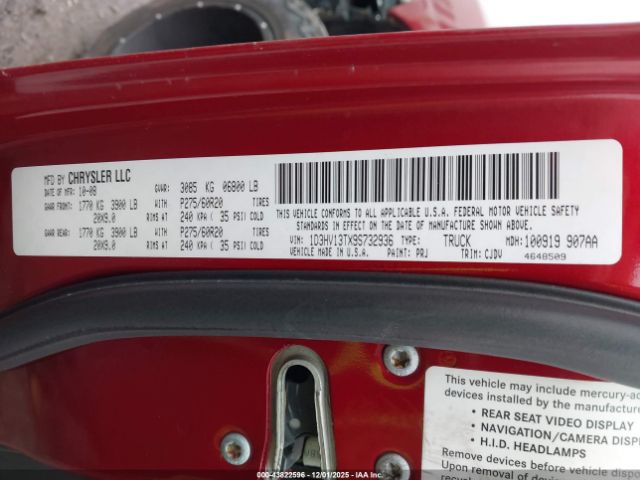 MFD BY CHRYSLER LLC
DATE OF MFR: 10-08 GVWR: 3085 KG 06800 LB
GAWR FRONT: 1770 KG 3900 LB WITH P275/60R20 TIRES
20X9.0 RIMS AT 240 KPA ( 35 PSI) COLD
GAWR REAR: 1770 KG 3900 LB WITH P275/60R20 TIRES
20X9.0 RIMS AT 240 KPA ( 35 PSI) COLD
THIS VEHICLE CONFORMS TO ALL APPLICABLE U.S.A. FEDERAL MOTOR VEHICLE SAFETY
STANDARDS IN EFFECT ON THE DATE OF MANUFACTURE SHOWN ABOVE.
VIN: 1D3HV13TX9S732936 TYPE: TRUCK MDH: 100919 907AA
VEHICLE MADE IN U.S.A. PAINT: PRJ TRIM: CJDV 4648509
This vehicle may include mercury-ad
devices installed by the manufactur
• REAR SEAT VIDEO DISPLAY
• NAVIGATION/CAMERA DISP
• H.I.D. HEADLAMPS
Remove devices before vehicle dispos
Upon removal of devices
000-43822596 - 12/01/2025 - IAA Inc.